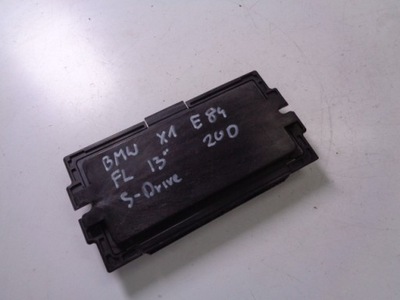 BMW X1 E84
FL 13" 20D
S-Drive